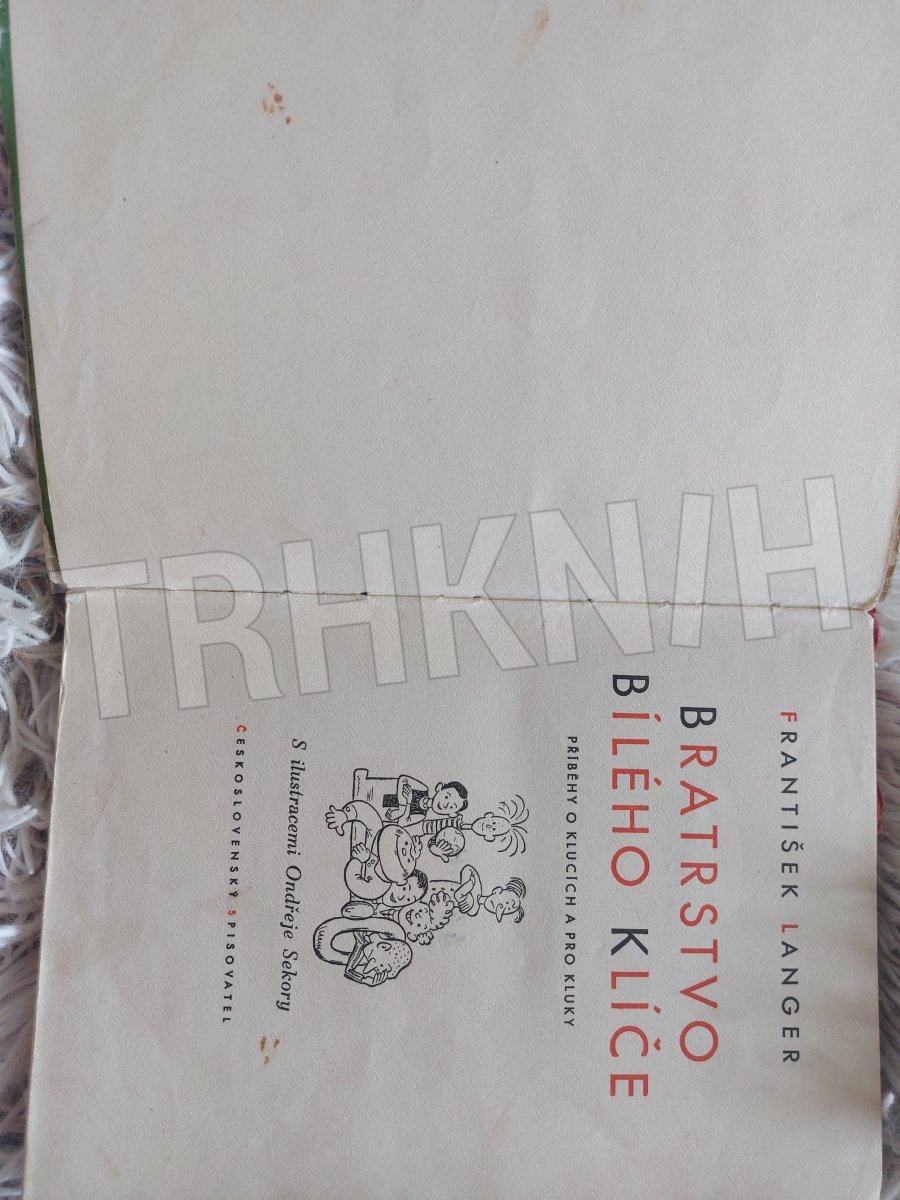 FRANTIŠEK LANGER
BRATRSTVO
BÍLÉHO KLÍČE
PŘÍBĚHY O KLUCÍCH A PRO KLUKY
S ilustracemi Ondřeje Sekory
ČESKOSLOVENSKÝ SPISOVATEL
TRHKNIH